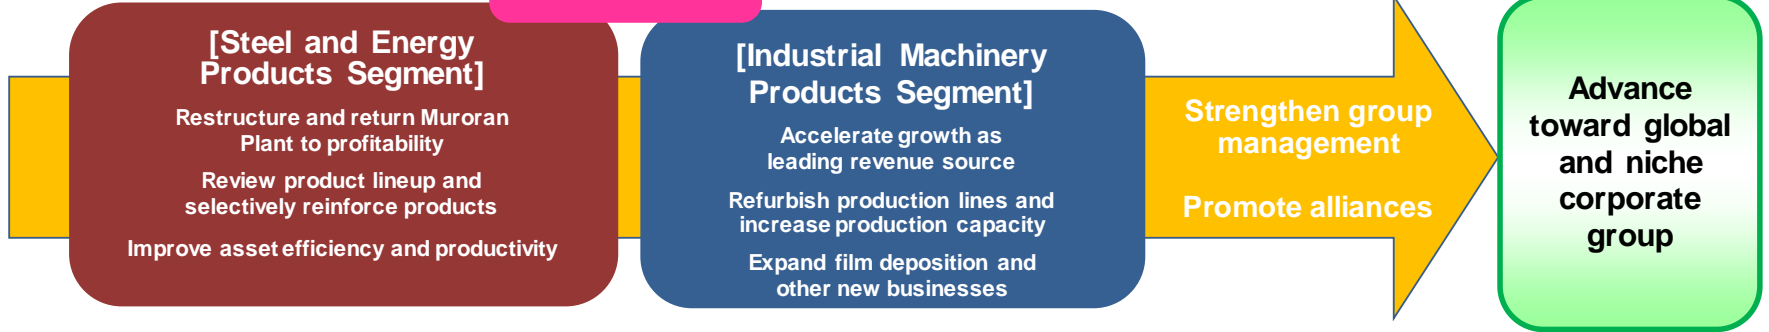 [Steel and Energy
Products Segment]
Restructure and return Muroran
Plant to profitability
Review product lineup and
selectively reinforce products
Improve asset efficiency and productivity
[Industrial Machinery
Products Segment]
Accelerate growth as
leading revenue source
Refurbish production lines and
increase production capacity
Expand film deposition and
other new businesses
Strengthen group
management
Promote alliances
Advance
toward global
and niche
corporate
group